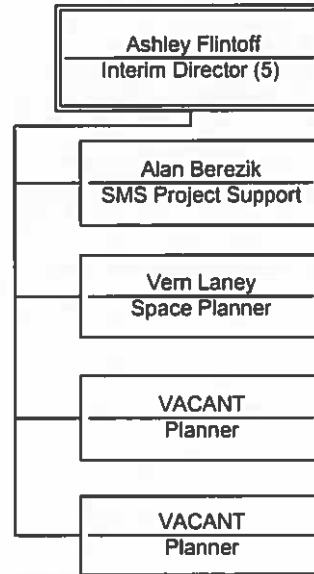 Ashley Flintoff
Interim Director (5)
Alan Berezik
SMS Project Support
Vern Laney
Space Planner
VACANT
Planner
VACANT
Planner